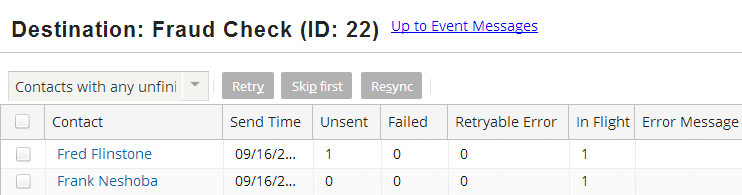 Destination: Fraud Check (ID: 22) Up to Event Messages
Contacts with any unfini Retry Skip first Resync
Contact Send Time Unsent Failed Retryable Error In Flight Error Message
Fred Flinstone 09/16/2... 1 0 0 1
Frank Neshoba 09/16/2... 0 0 0 1